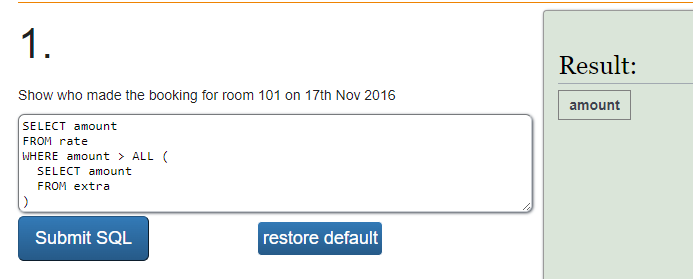 1.
Show who made the booking for room 101 on 17th Nov 2016
SELECT amount
FROM rate
WHERE amount > ALL (
SELECT amount
FROM extra
)
Submit SQL
restore default
Result:
amount